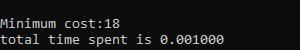 Minimum cost:18
total time spent is 0.001000